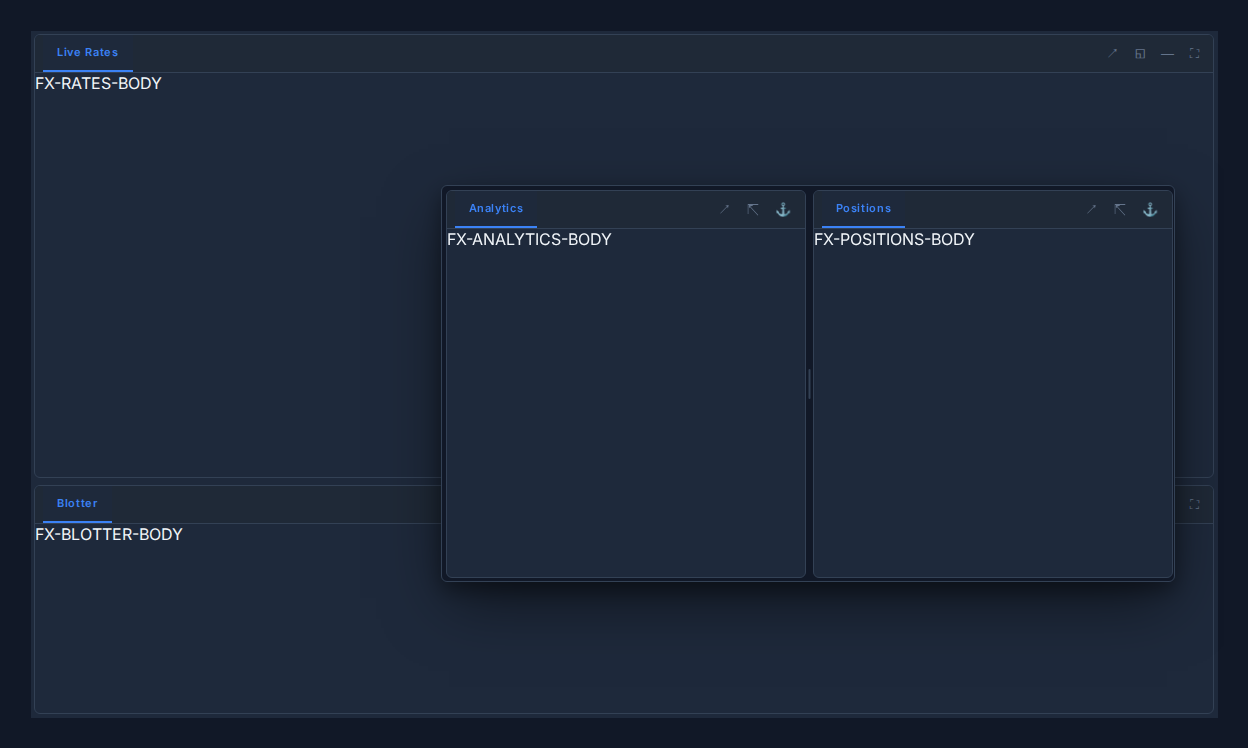 Live Rates
FX-RATES-BODY
Analytics
FX-ANALYTICS-BODY
Positions
FX-POSITIONS-BODY
Blotter
FX-BLOTTER-BODY